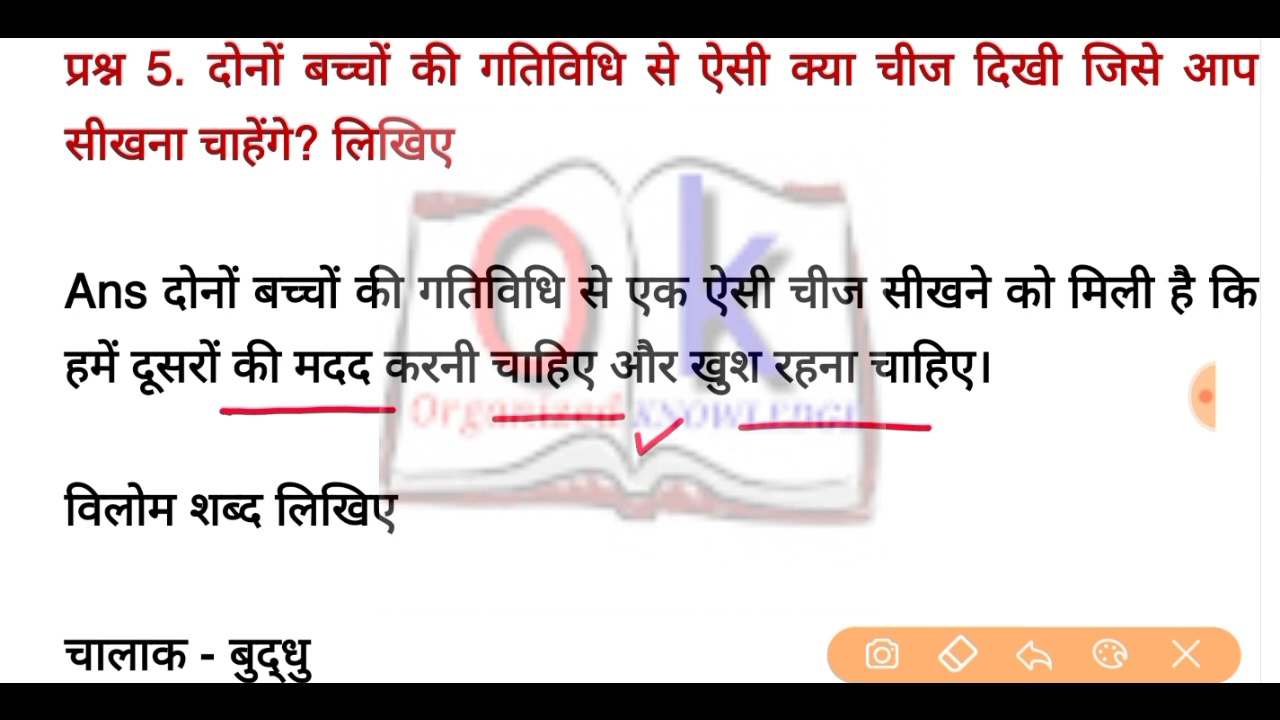 प्रश्न 5. दोनों बच्चों की गतिविधि से ऐसी क्या चीज दिखी जिसे आप
सीखना चाहेंगे? लिखिए
Ok
Ans दोनों बच्चों की गतिविधि से एक ऐसी चीज सीखने को मिली है कि
हमें दूसरों की मदद करनी चाहिए और खुश रहना चाहिए।
Organized KNOWLEDGE
विलोम शब्द लिखिए
चालाक - बुद्धु